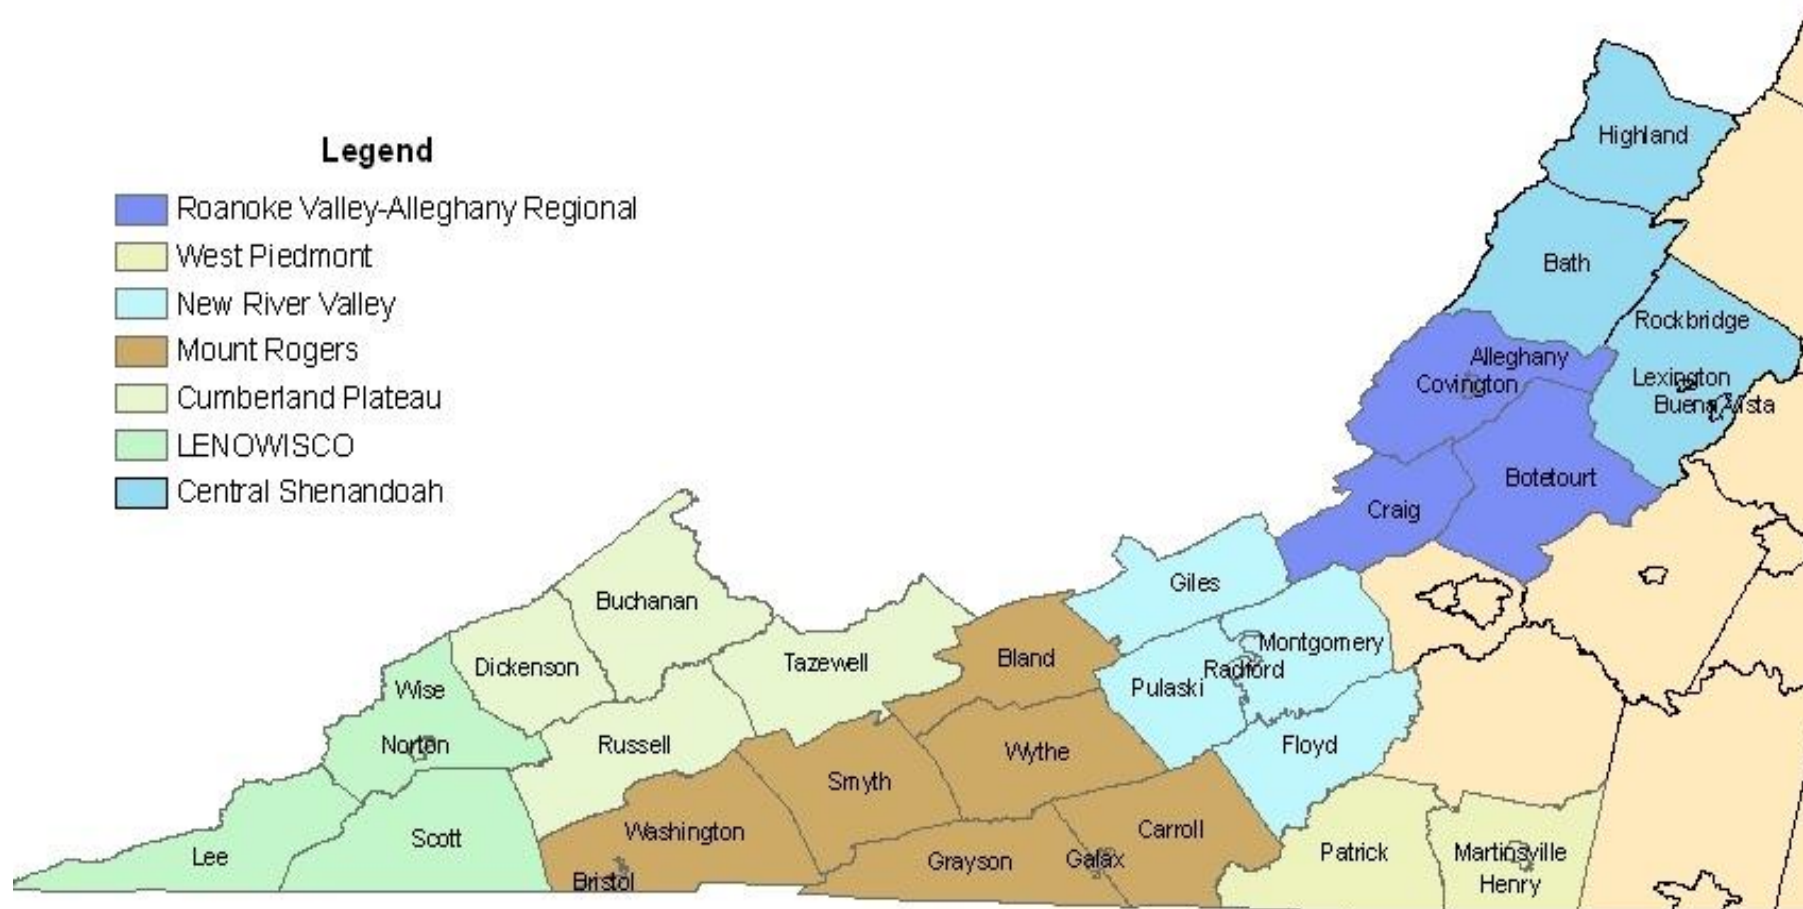 Legend
Roanoke Valley-Alleghany Regional
West Piedmont
New River Valley
Mount Rogers
Cumberland Plateau
LENOWISCO
Central Shenandoah
Highland
Bath
Rockbridge
Alleghany
Lexington
Covington
Buena Vista
Botetourt
Craig
Giles
Buchanan
Montgomery
Bland
Tazewell
Dickenson
Radford
Pulaski
Wise
Norton
Russell
Floyd
Wythe
Smyth
Carroll
Washington
Scott
Patrick
Martinsville
Lee
Grayson
Galax
Bristol
Henry